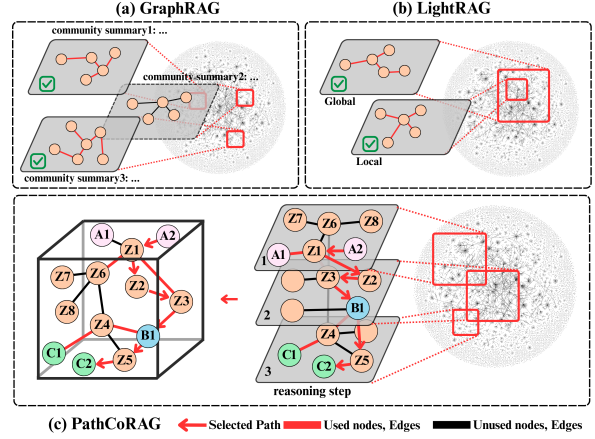 (a) GraphRAG
community summary1: ...
community summary2: ...
community summary3: ...
(b) LightRAG
Global
Local
A1
A2
Z1
Z6
Z7
Z2
Z3
Z8
Z4
B1
C1
C2
Z5
Z7
Z6
Z8
A1
Z1
A2
1
Z3
Z2
2
B1
Z4
C1
C2
Z5
3
reasoning step
(c) PathCoRAG
Selected Path
Used nodes, Edges
Unused nodes, Edges